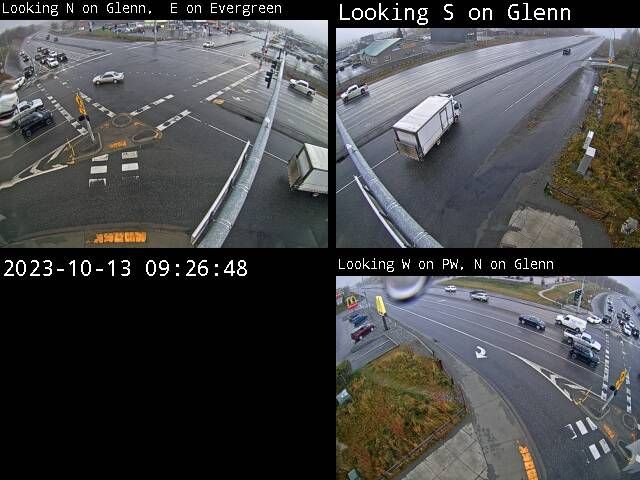 Looking N on Glenn,  E on Evergreen
Looking S on Glenn
2023-10-13 09:26:48
Looking W on PW, N on Glenn